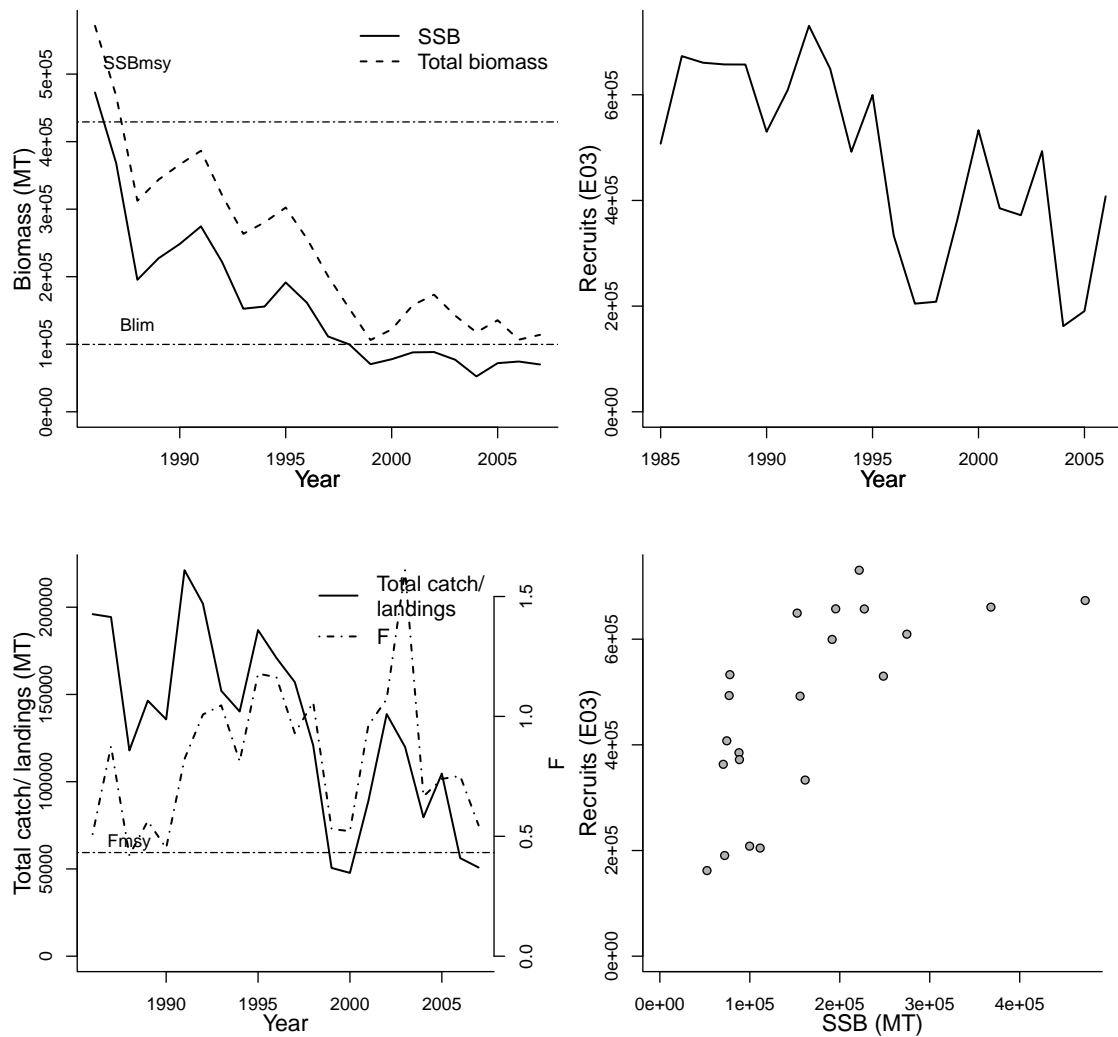 SSB
Total biomass
SSBmsy
Blim
Biomass (MT)
0e+00
1e+05
2e+05
3e+05
4e+05
5e+05
1990
1995
2000
2005
Year
Recruits (E03)
0e+00
2e+05
4e+05
6e+05
1985
1990
1995
2000
2005
Year
Total catch/
landings
F
Fmsy
Total catch/ landings (MT)
0
50000
100000
150000
200000
0.0
0.5
1.0
1.5
F
1990
1995
2000
2005
Year
Recruits (E03)
0e+00
2e+05
4e+05
6e+05
0e+00
1e+05
2e+05
3e+05
4e+05
SSB (MT)